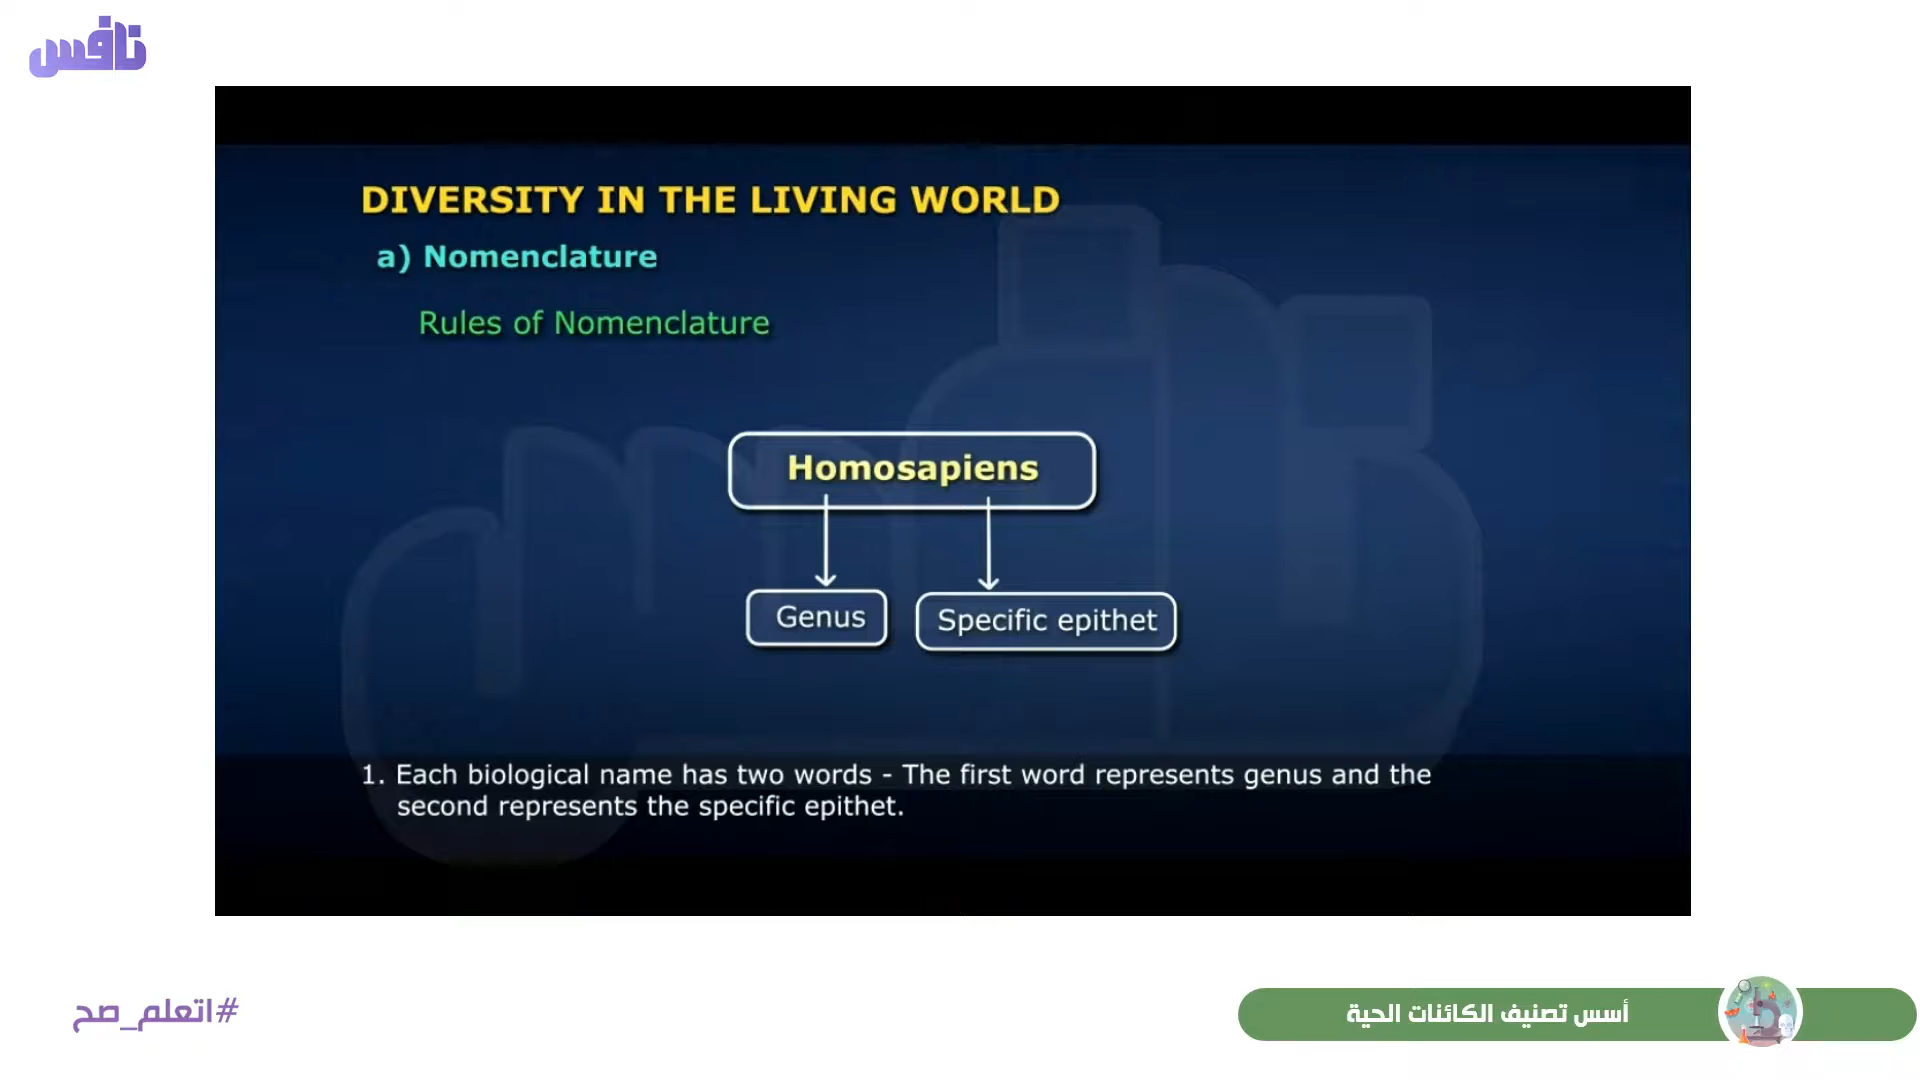 نافس
DIVERSITY IN THE LIVING WORLD
a) Nomenclature
Rules of Nomenclature
Homosapiens
Genus
Specific epithet
1. Each biological name has two words - The first word represents genus and the
second represents the specific epithet.
#اتعلم_صح
أسس تصنيف الكائنات الحية